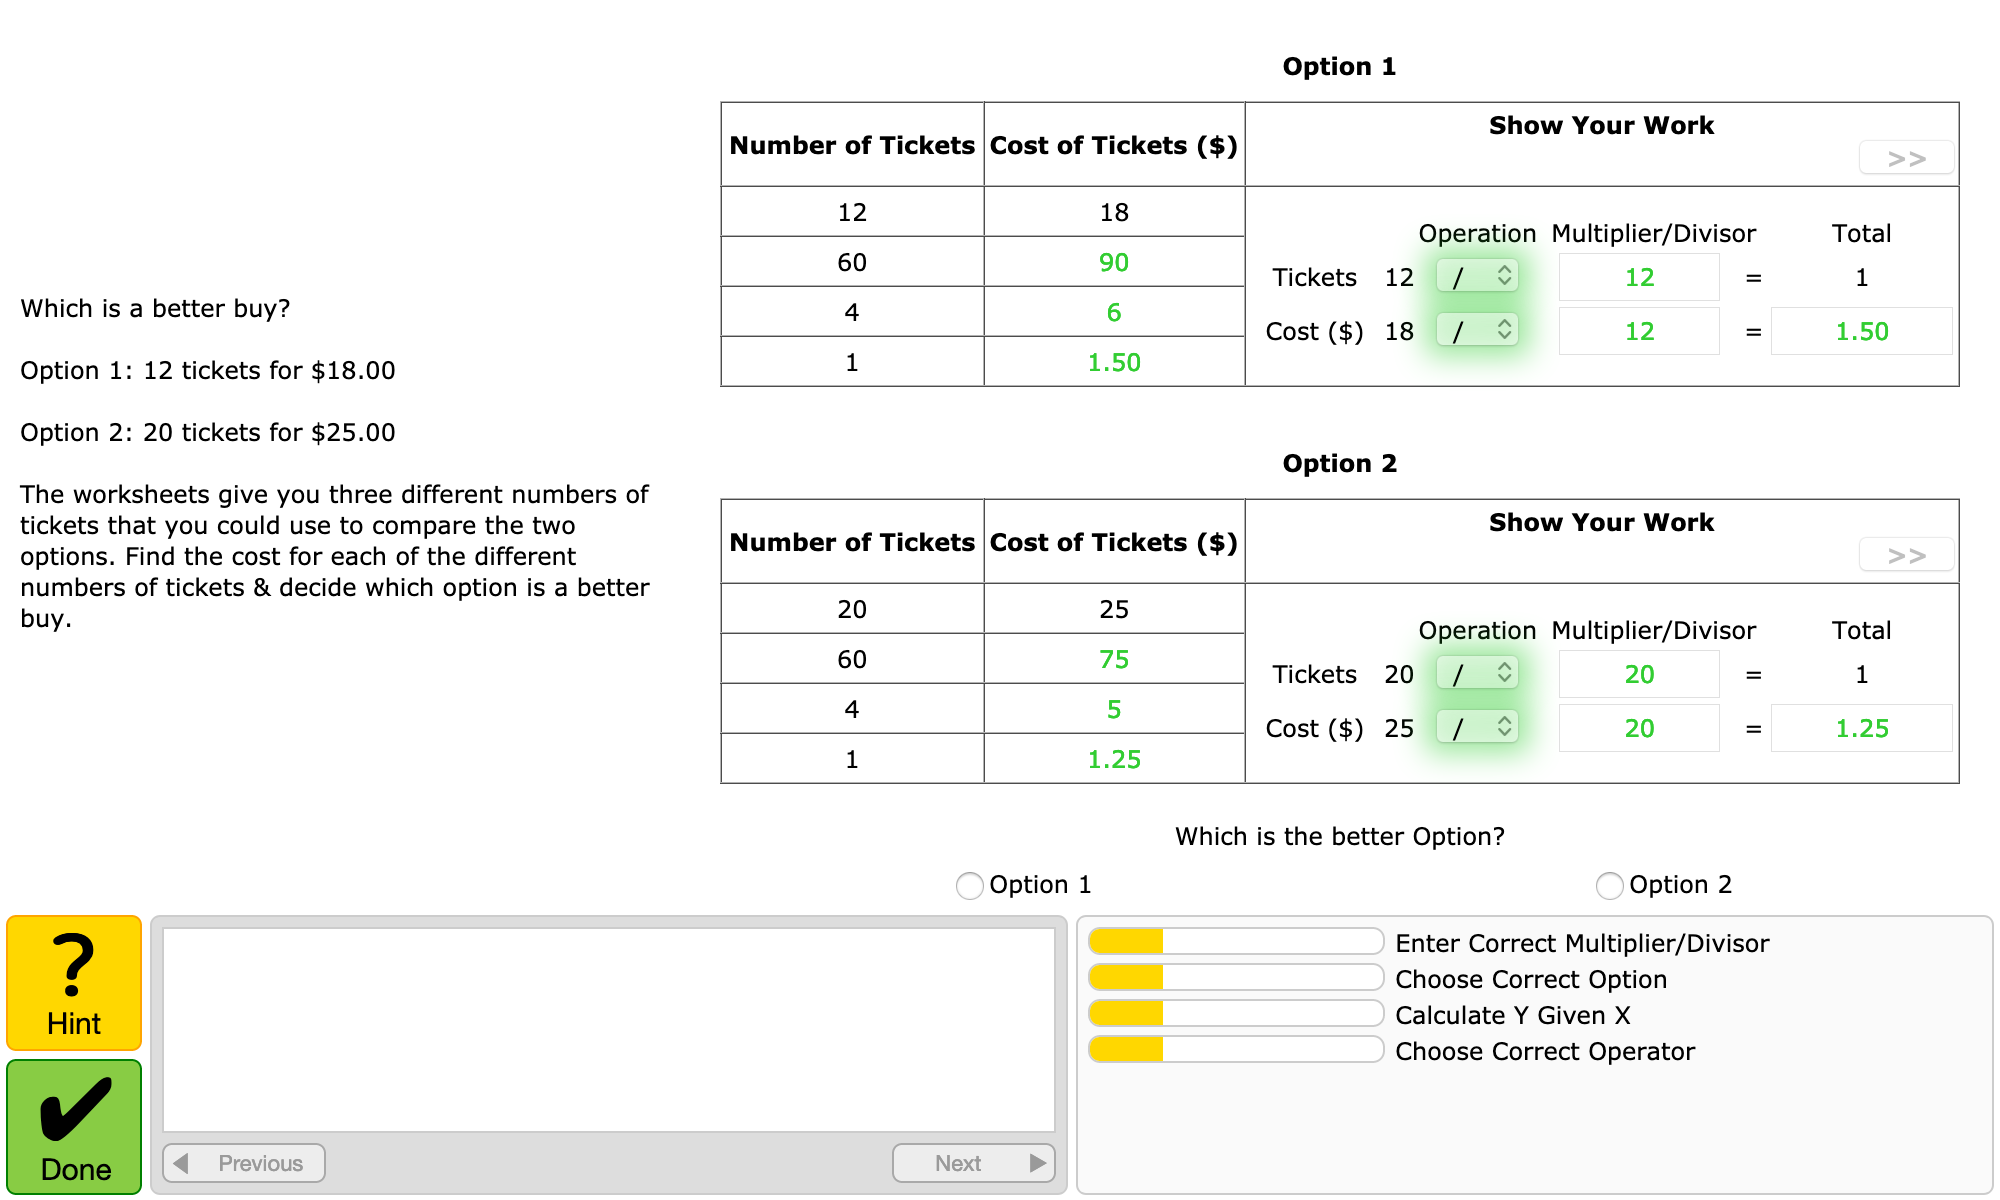 Which is a better buy?
Option 1: 12 tickets for $18.00
Option 2: 20 tickets for $25.00
The worksheets give you three different numbers of
tickets that you could use to compare the two
options. Find the cost for each of the different
numbers of tickets & decide which option is a better
buy.
Option 1
Number of Tickets Cost of Tickets ($) Show Your Work
>>
12 18
60 90
4 6
1 1.50
Operation Multiplier/Divisor Total
Tickets 12 / 12 = 1
Cost ($) 18 / 12 = 1.50
Option 2
Number of Tickets Cost of Tickets ($) Show Your Work
>>
20 25
60 75
4 5
1 1.25
Operation Multiplier/Divisor Total
Tickets 20 / 20 = 1
Cost ($) 25 / 20 = 1.25
Which is the better Option?
Option 1 Option 2
?
Hint
Done
Previous Next
Enter Correct Multiplier/Divisor
Choose Correct Option
Calculate Y Given X
Choose Correct Operator